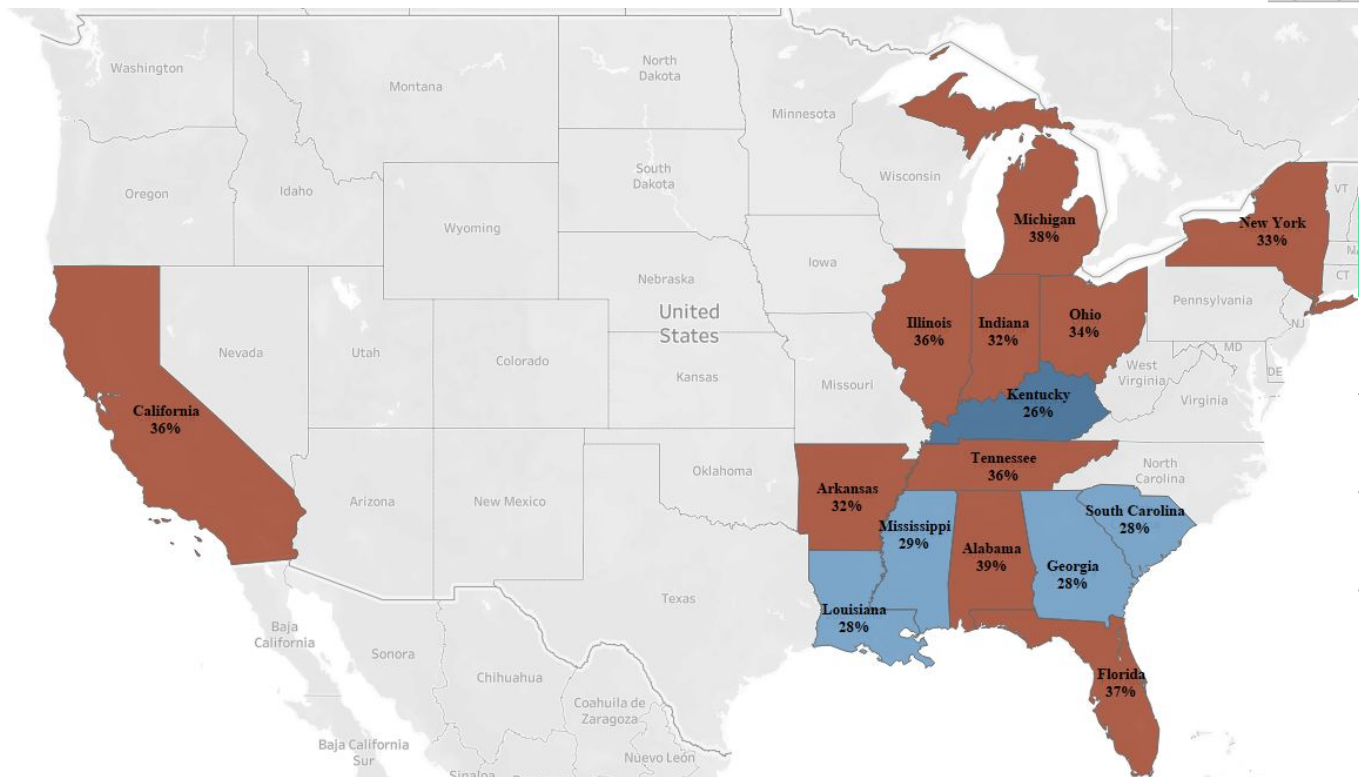 Washington
Montana
North
Dakota
Minnesota
Oregon
Idaho
Wyoming
South
Dakota
Wisconsin
Michigan
38%
New York
33%
VT
CT
Iowa
Nebraska
United
States
Pennsylvania
NJ
Nevada
Utah
Colorado
Kansas
Missouri
Illinois
36%
Indiana
32%
Ohio
34%
MD
DE
West
Virginia
Virginia
Kentucky
26%
California
36%
Arizona
New Mexico
Oklahoma
Arkansas
32%
Tennessee
36%
North
Carolina
Mississippi
29%
Alabama
39%
Georgia
28%
South Carolina
28%
Texas
Louisiana
28%
Florida
37%
Baja
California
Sonora
Chihuahua
Coahuila de
Zaragoza
Baja California
Sur
Nuevo León
Sinaloa